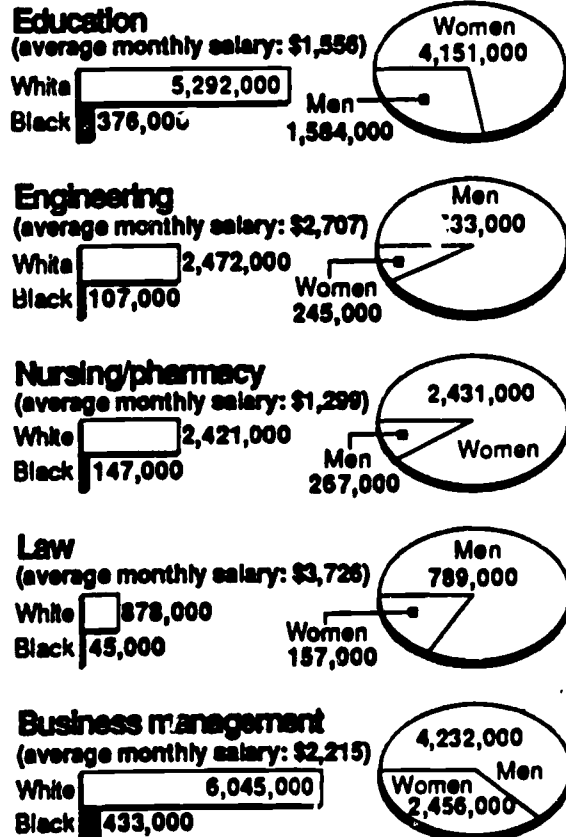 Education
(average monthly salary: $1,556)
White 5,292,000
Black 376,000
Women
4,151,000
Men
1,584,000
Engineering
(average monthly salary: $2,707)
White 2,472,000
Black 107,000
Men
Women
245,000
Nursing/pharmacy
(average monthly salary: $1,299)
White 2,421,000
Black 147,000
2,431,000
Women
Men
267,000
Law
(average monthly salary: $3,726)
White 878,000
Black 45,000
Men
789,000
Women
157,900
Business management
(average monthly salary: $2,215)
White 6,045,000
Black 433,000
4,232,000
Men
Women
2,456,000